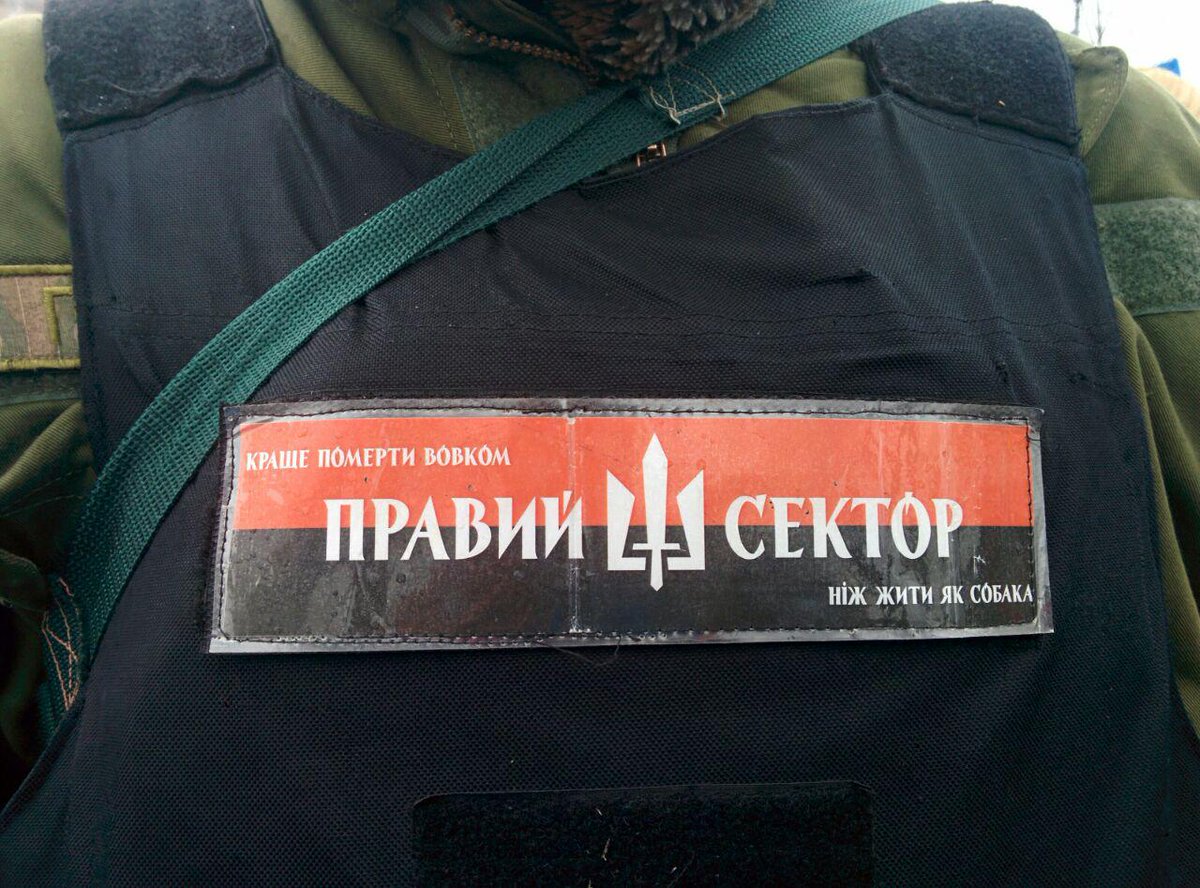 КРАЩЕ ПОМЕРТИ ВОВКОМ
ПРАВИЙ СЕКТОР
НІЖ ЖИТИ ЯК СОБАКА